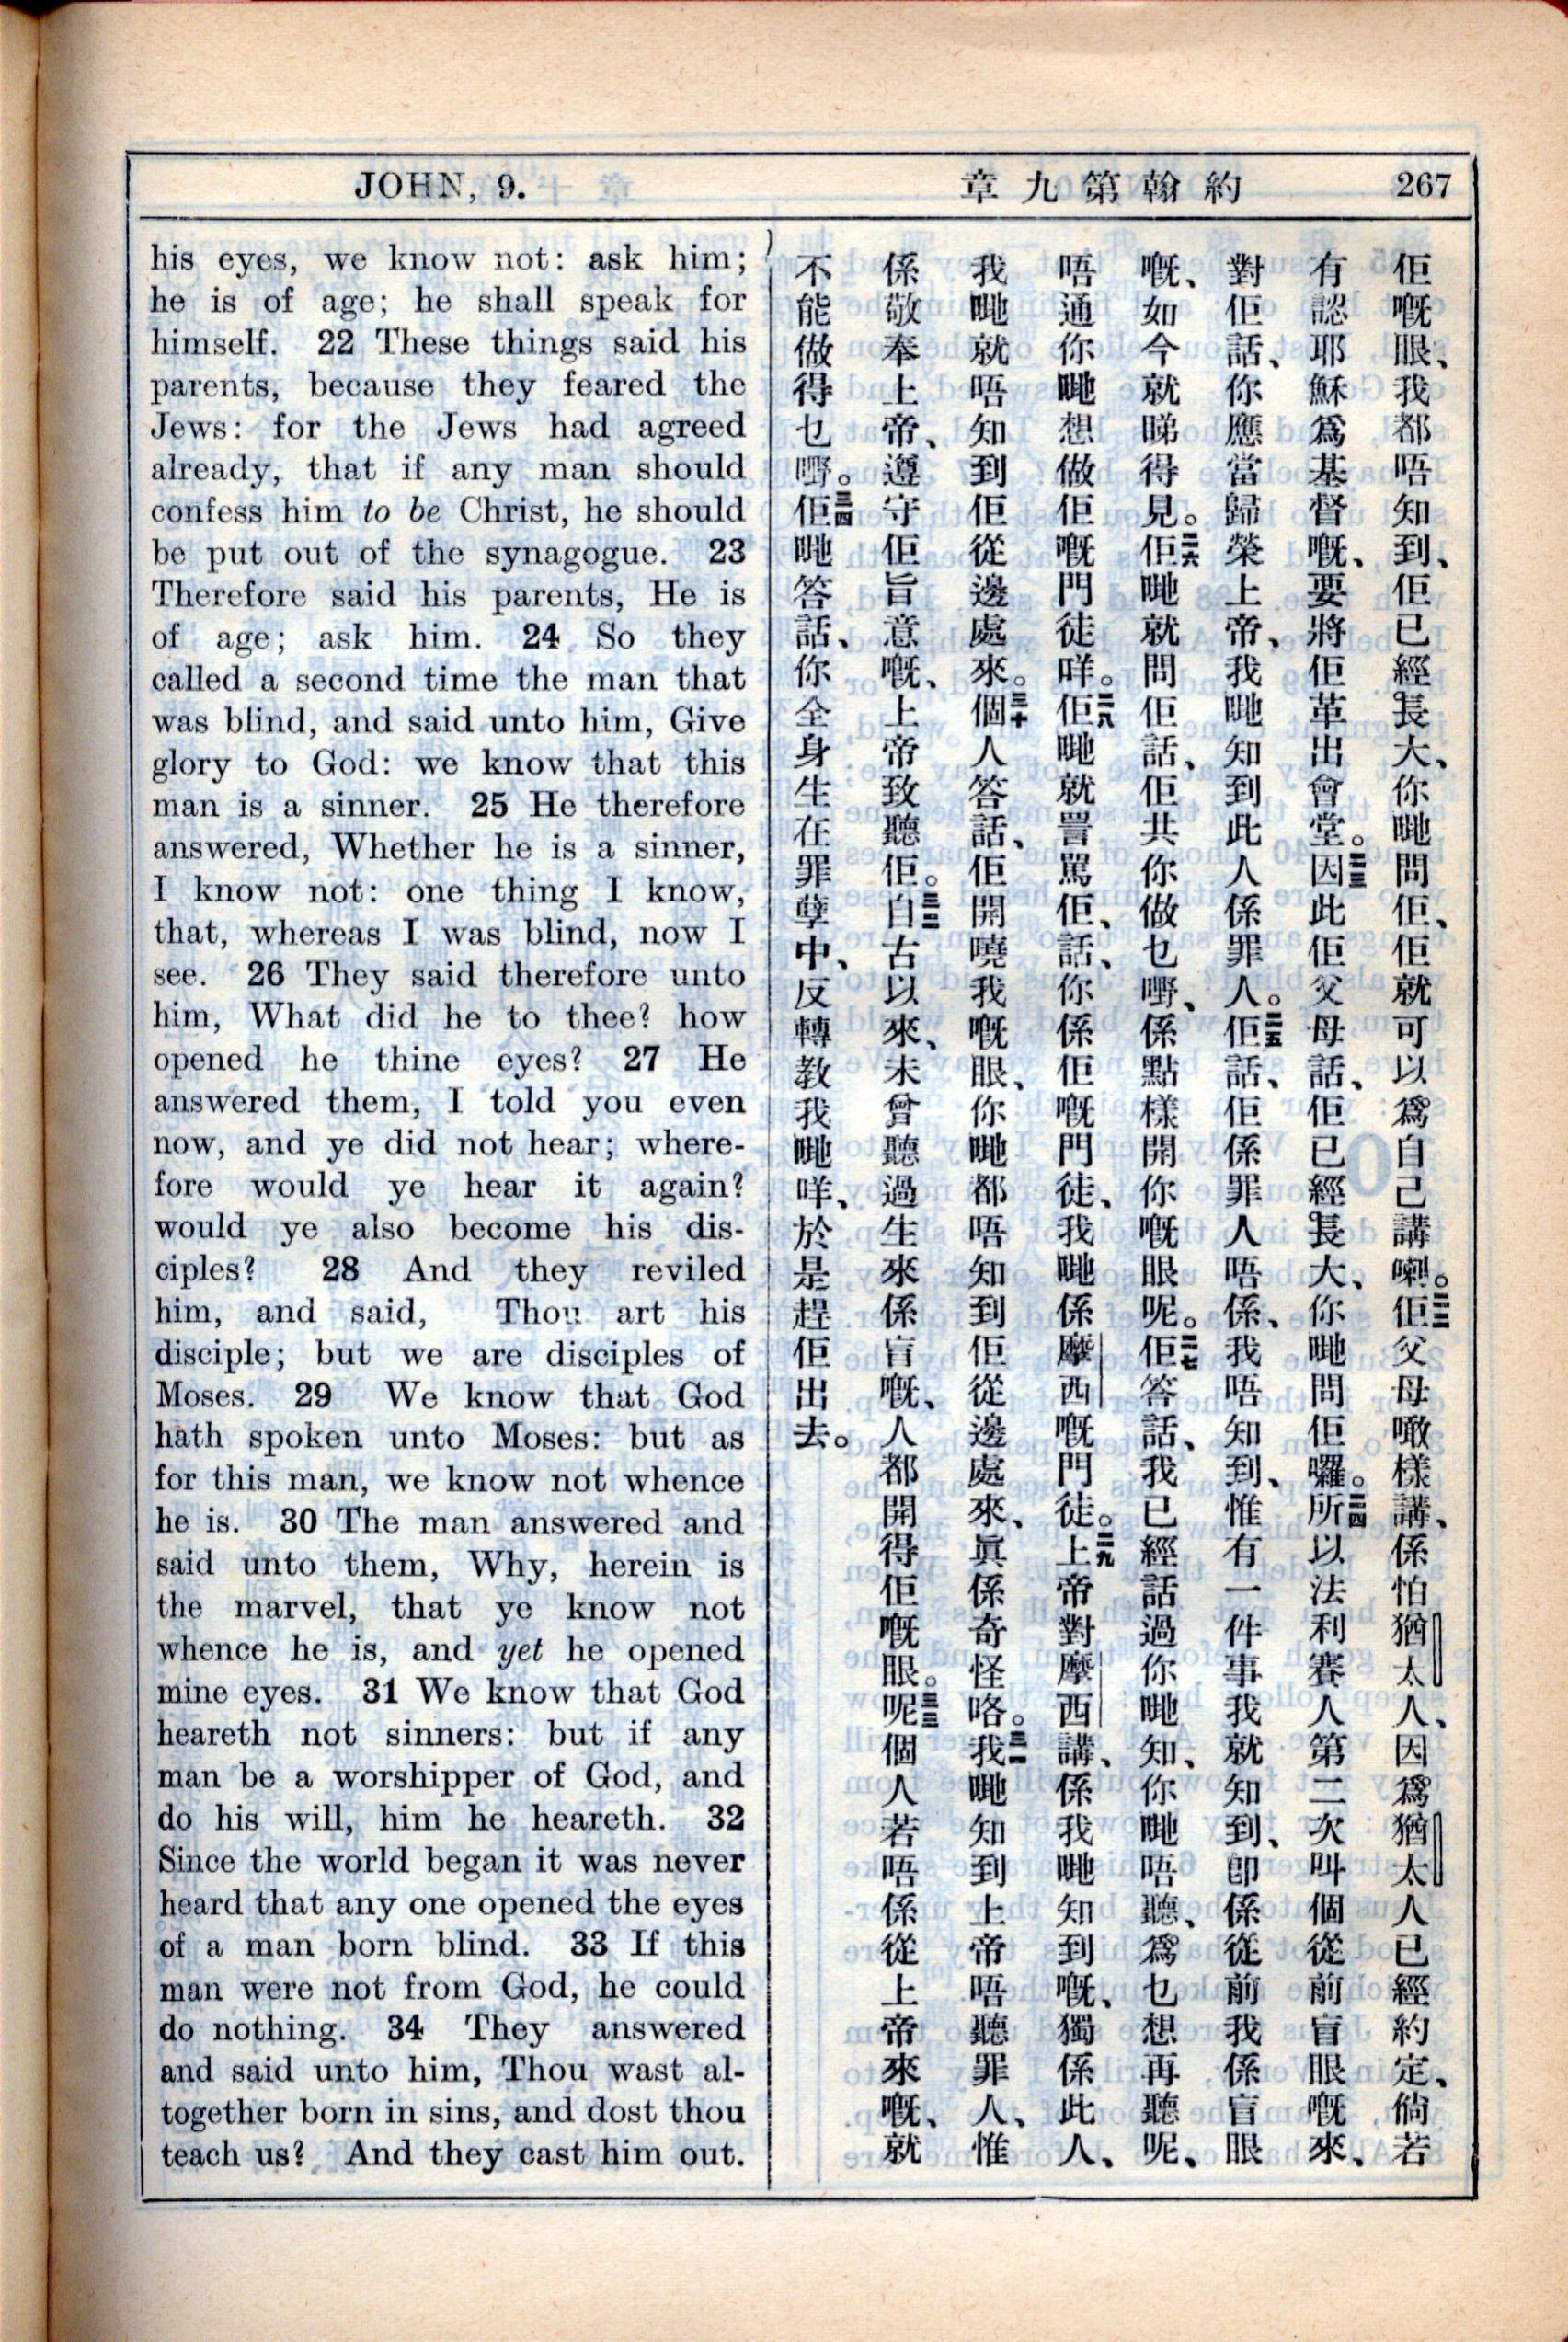 JOHN, 9.
約翰第九章
267
his eyes, we know not: ask him;
he is of age; he shall speak for
himself. 22 These things said his
parents, because they feared the
Jews: for the Jews had agreed
already, that if any man should
confess him to be Christ, he should
be put out of the synagogue. 23
Therefore said his parents, He is
of age; ask him. 24 So they
called a second time the man that
was blind, and said unto him, Give
glory to God: we know that this
man is a sinner. 25 He therefore
answered, Whether he is a sinner,
I know not: one thing I know,
that, whereas I was blind, now I
see. 26 They said therefore unto
him, What did he to thee? how
opened he thine eyes? 27 He
answered them, I told you even
now, and ye did not hear; where-
fore would ye hear it again?
would ye also become his dis-
ciples? 28 And they reviled
him, and said, Thou art his
disciple; but we are disciples of
Moses. 29 We know that God
hath spoken unto Moses: but as
for this man, we know not whence
he is. 30 The man answered and
said unto them, Why, herein is
the marvel, that ye know not
whence he is, and yet he opened
mine eyes. 31 We know that God
heareth not sinners: but if any
man be a worshipper of God, and
do his will, him he heareth. 32
Since the world began it was never
heard that any one opened the eyes
of a man born blind. 33 If this
man were not from God, he could
do nothing. 34 They answered
and said unto him, Thou wast al-
together born in sins, and dost thou
teach us? And they cast him out.
佢嘅眼、我都唔知到、佢已經長大、你哋問佢、佢就可以爲自己講喇。二二佢父母噉樣講、係怕猶太人、因爲猶太人已經約定、倘若
有認耶穌爲基督嘅、要將佢革出會堂。二三因此佢父母話、佢已經長大、你哋問佢囉。二四所以法利賽人第二次叫個從前盲眼嘅來、
對佢話、你應當歸榮上帝、我哋知到此人係罪人。二五佢話、佢係罪人唔係、我唔知到、惟有一件事我就知到、卽係從前我係盲眼
嘅、如今就睇得見。二六佢哋就問佢話、佢共你做乜嘢、係點樣開你嘅眼呢。二七佢答話、我已經話過你哋知、你哋唔聽、爲乜想再聽呢、
唔通你哋想做佢嘅門徒咩。二八佢哋就詈罵佢、話、你係佢嘅門徒、我哋係摩西嘅門徒。二九上帝對摩西講、係我哋知到嘅、獨係此人、
我哋就唔知到佢從邊處來。三十個人答話、佢開嘵我嘅眼、你哋都唔知到佢從邊處來、眞係奇怪咯。三一我哋知到上帝唔聽罪人、惟
係敬奉上帝、遵守佢旨意嘅、上帝致聽佢。三二自古以來、未曾聽過生來係盲嘅、人都開得佢嘅眼。三三呢個人若唔係從上帝來嘅、就
不能做得乜嘢。三四佢哋答話、你全身生在罪孽中、反轉教我哋咩、於是趕佢出去。